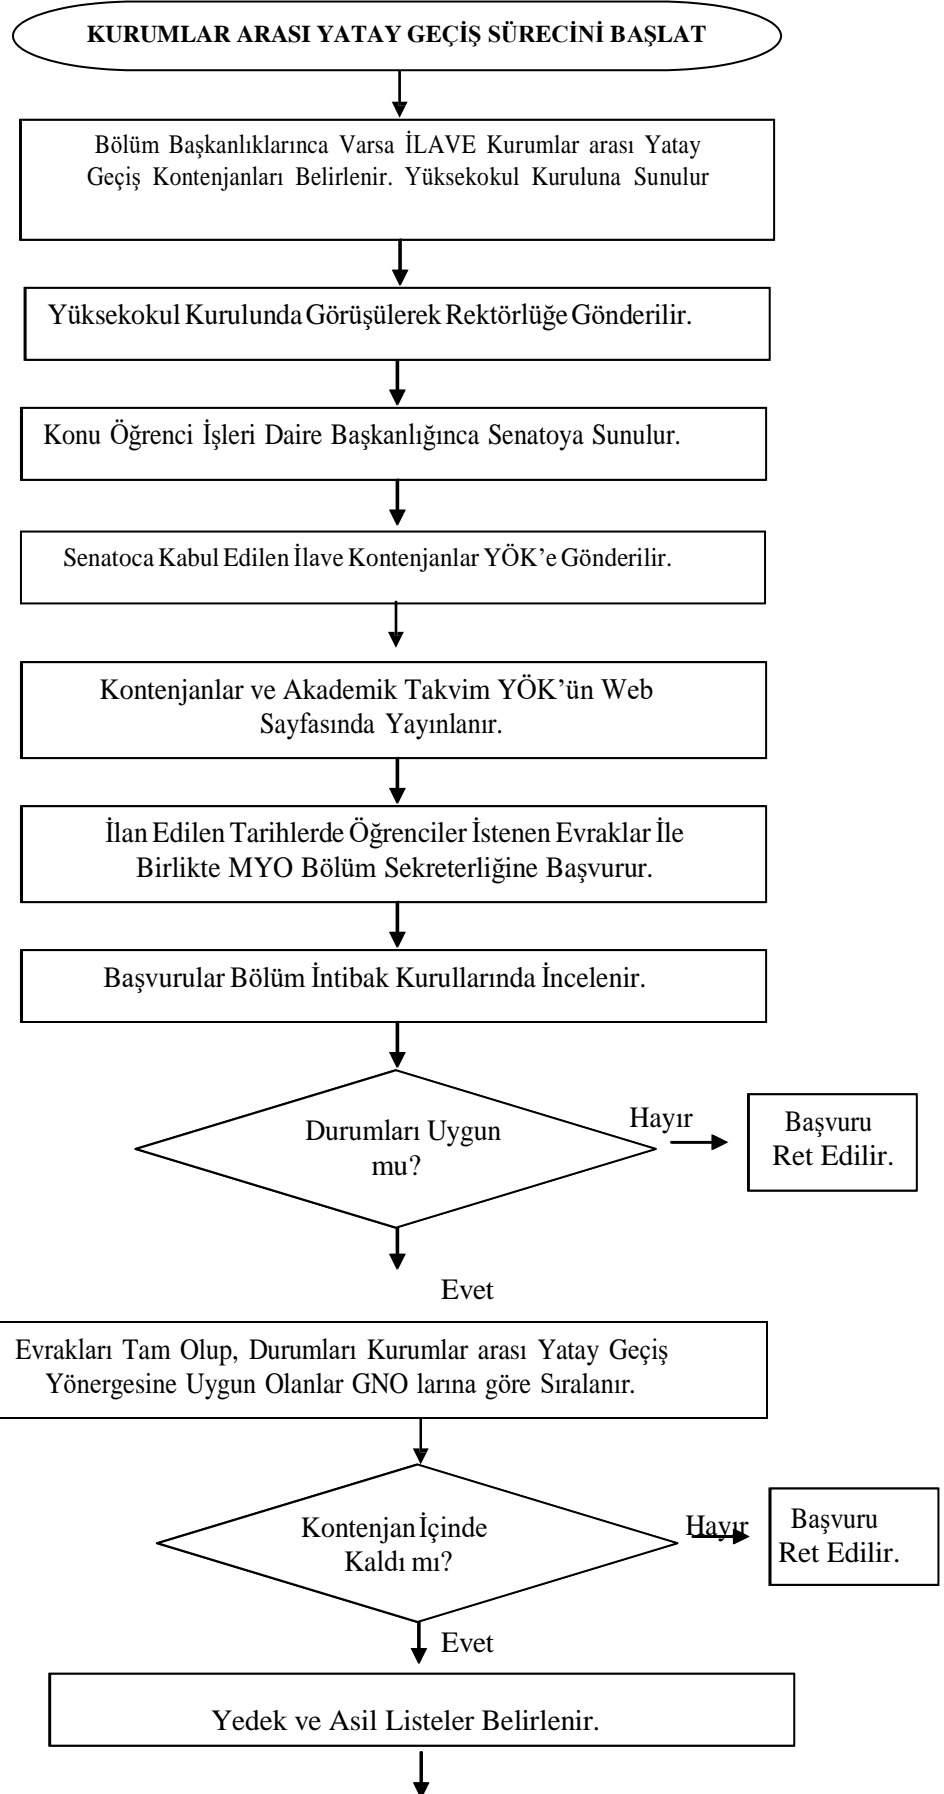 KURUMLAR ARASI YATAY GEÇİŞ SÜRECİNİ BAŞLAT
Bölüm Başkanlıklarınca Varsa İLAVE Kurumlar arası Yatay
Geçiş Kontenjanları Belirlenir. Yüksekokul Kuruluna Sunulur
Yüksekokul Kurulunda Görüşülerek Rektörlüğe Gönderilir.
Konu Öğrenci İşleri Daire Başkanlığınca Senatoya Sunulur.
Senatoca Kabul Edilen İlave Kontenjanlar YÖK’e Gönderilir.
Kontenjanlar ve Akademik Takvim YÖK’ün Web
Sayfasında Yayınlanır.
İlan Edilen Tarihlerde Öğrenciler İstenen Evraklar İle
Birlikte MYO Bölüm Sekreterliğine Başvurur.
Başvurular Bölüm İntibak Kurullarında İncelenir.
Durumları Uygun
mu?
Hayır
Başvuru
Ret Edilir.
Evet
Evrakları Tam Olup, Durumları Kurumlar arası Yatay Geçiş
Yönergesine Uygun Olanlar GNO larına göre Sıralanır.
Kontenjan İçinde
Kaldı mı?
Hayır
Başvuru
Ret Edilir.
Evet
Yedek ve Asil Listeler Belirlenir.